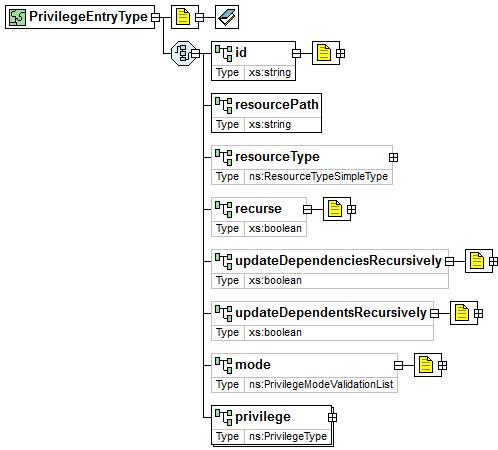 PrivilegeEntryType
id
Type xs:string
resourcePath
Type xs:string
resourceType
Type ns:ResourceTypeSimpleType
recurse
Type xs:boolean
updateDependenciesRecursively
Type xs:boolean
updateDependentsRecursively
Type xs:boolean
mode
Type ns:PrivilegeModeValidationList
privilege
Type ns:PrivilegeType